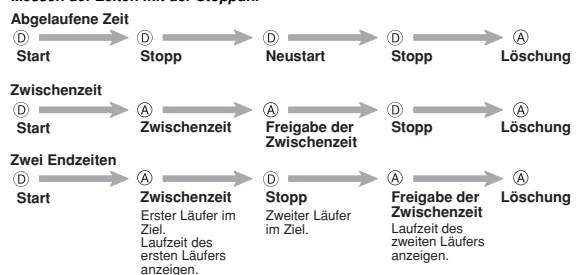 Messen der Zeiten mit der Stoppuhr
Abgelaufene Zeit
D D D D A
Start Stopp Neustart Stopp Löschung
Zwischenzeit
D A A D A
Start Zwischenzeit Freigabe der Zwischenzeit Stopp Löschung
Zwei Endzeiten
D A D A A
Start Zwischenzeit Stopp Freigabe der Zwischenzeit Löschung
Erster Läufer im Ziel.
Laufzeit des ersten Läufers anzeigen.
Zweiter Läufer im Ziel.
Laufzeit des zweiten Läufers anzeigen.